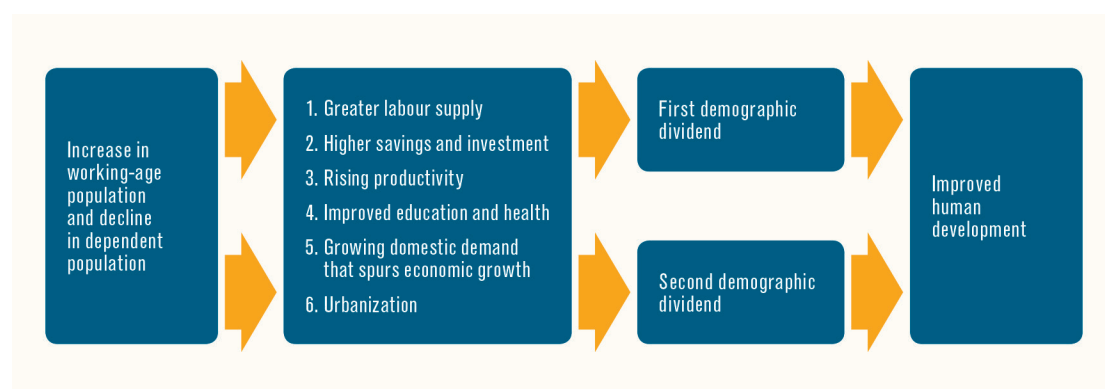 Increase in
working-age
population
and decline
in dependent
population
1. Greater labour supply
2. Higher savings and investment
3. Rising productivity
4. Improved education and health
5. Growing domestic demand
that spurs economic growth
6. Urbanization
First demographic
dividend
Second demographic
dividend
Improved
human
development